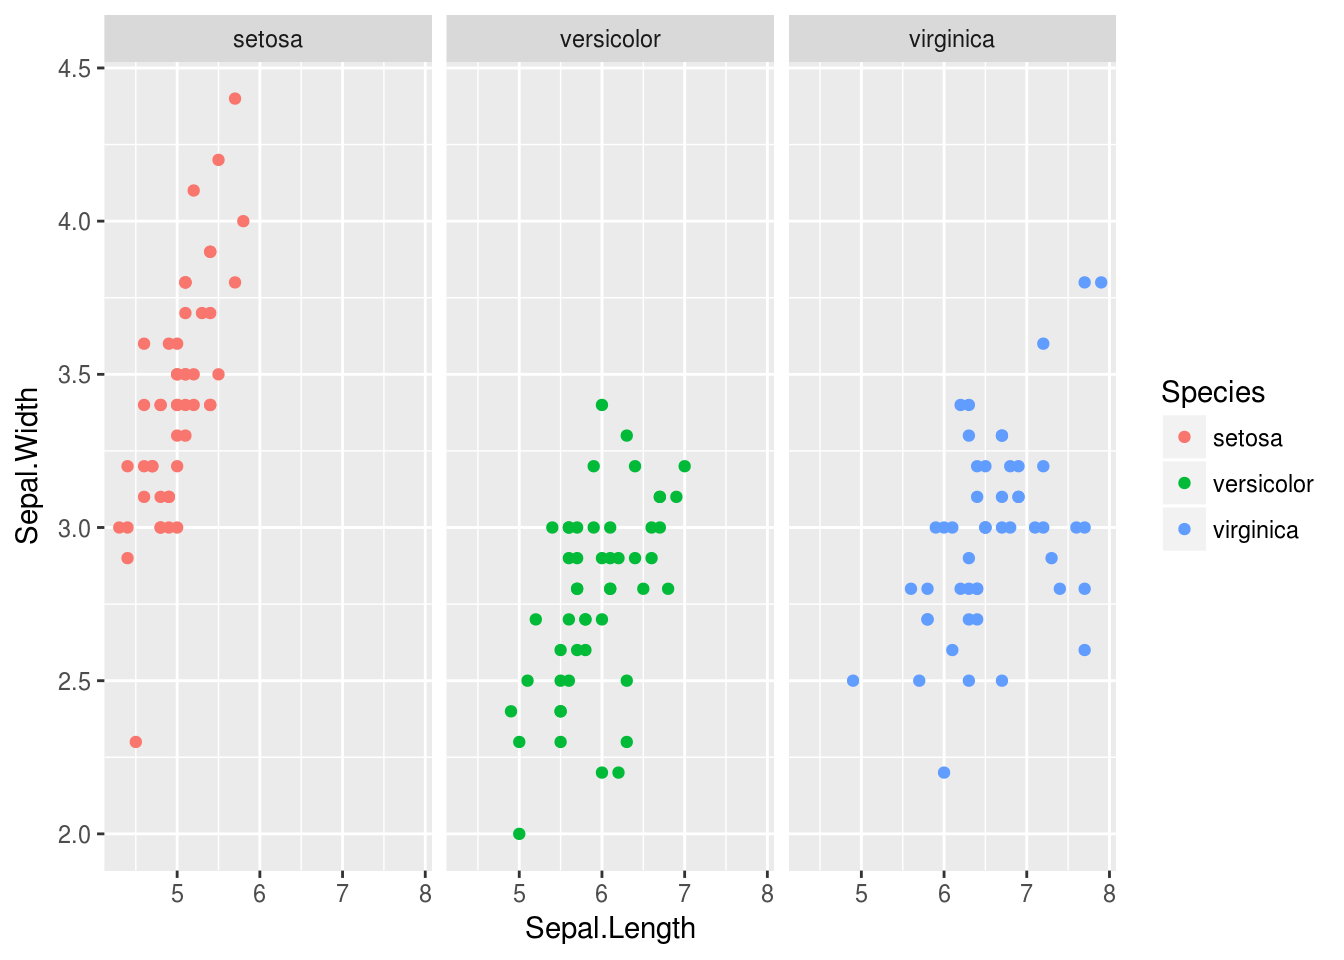 setosa
versicolor
virginica
4.5
4.0
3.5
3.0
2.5
2.0
Sepal.Width
5 6 7 8
5 6 7 8
5 6 7 8
Sepal.Length
Species
setosa
versicolor
virginica